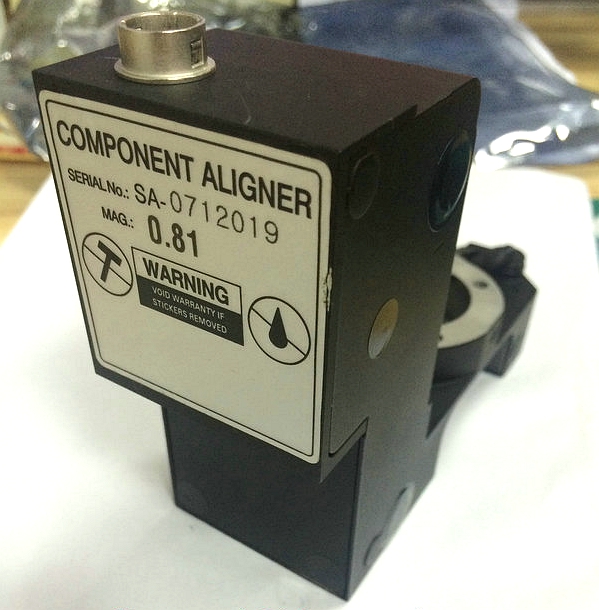 COMPONENT ALIGNER
SERIAL No.: SA-0712019
MAG.: 0.81
WARNING
VOID WARRANTY IF
STICKERS REMOVED